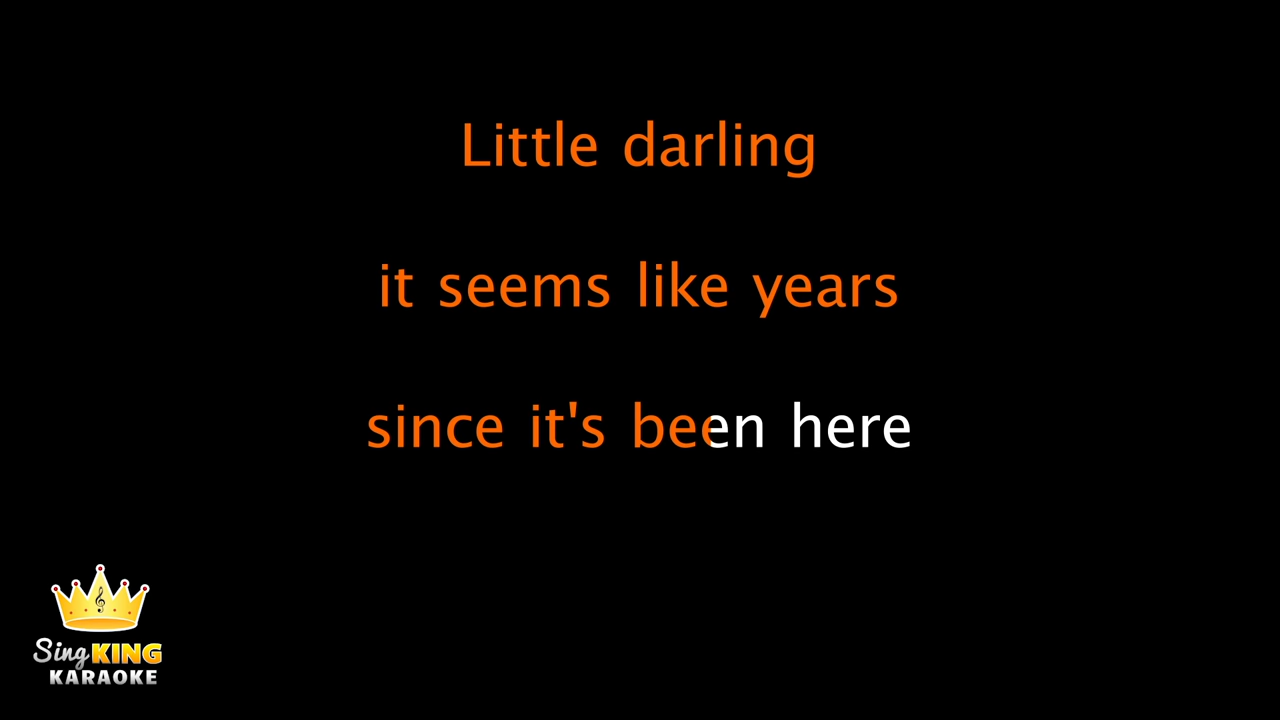 Little darling
it seems like years
since it's been here
Sing KING
KARAOKE